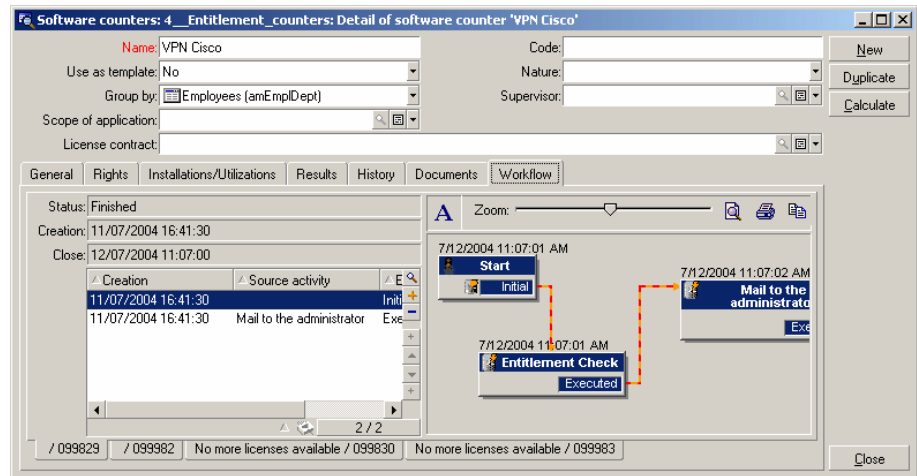 Software counters: 4__Entitlement_counters: Detail of software counter 'VPN Cisco'
Name: VPN Cisco
Code:
New
Use as template: No
Nature:
Duplicate
Group by: Employees (amEmplDept)
Supervisor:
Calculate
Scope of application:
License contract:
General Rights Installations/Utilizations Results History Documents Workflow
Status: Finished
A Zoom:
Creation: 11/07/2004 16:41:30
Close: 12/07/2004 11:07:00
Creation Source activity E
11/07/2004 16:41:30 Initi
11/07/2004 16:41:30 Mail to the administrator Exe
2 / 2
7/12/2004 11:07:01 AM
Start
Initial
7/12/2004 11:07:02 AM
Mail to the
administrato
Exe
7/12/2004 11:07:01 AM
Entitlement Check
Executed
/ 099829 / 099982 No more licenses available / 099830 No more licenses available / 099983
Close